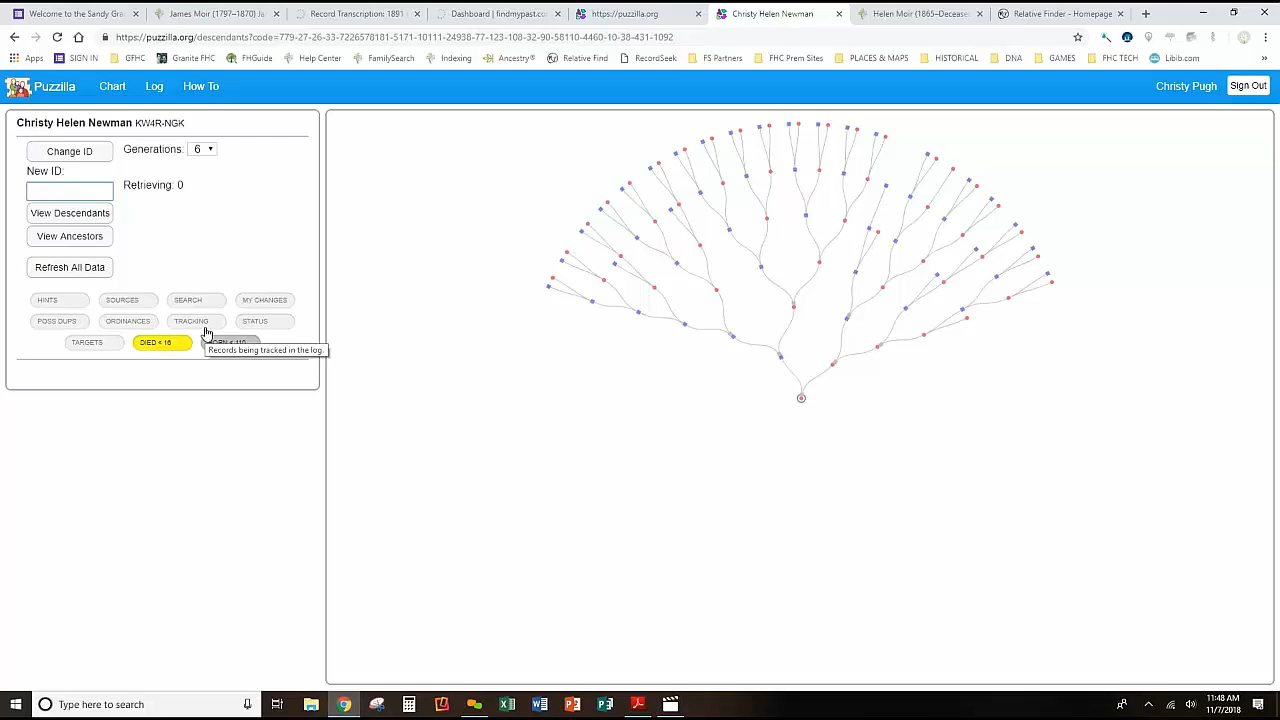 Welcome to the Sandy Gra
James Moir (1797–1870)
Record Transcription: 1891
Dashboard | findmypast.co
https://puzzilla.org
Christy Helen Newman
Helen Moir (1865–Decease
Relative Finder - Homepage
https://puzzilla.org/descendants?code=779-27-26-33-7226578181-5171-10111-24938-77-123-108-32-90-58110-4460-10-38-431-1092
Apps SIGN IN GFHC Granite FHC FHGuide Help Center FamilySearch Indexing Ancestry® Relative Find RecordSeek FS Partners FHC Prem Sites PLACES & MAPS HISTORICAL DNA GAMES FHC TECH Libib.com »
Puzzilla Chart Log How To Christy Pugh Sign Out
Christy Helen Newman KW4R-NGK
Change ID Generations: 6
New ID:
Retrieving: 0
View Descendants
View Ancestors
Refresh All Data
HINTS SOURCES SEARCH MY CHANGES
POSS DUPS ORDINANCES TRACKING STATUS
TARGETS DIED < 16
Records being tracked in the log.
Type here to search
11:48 AM
11/7/2018